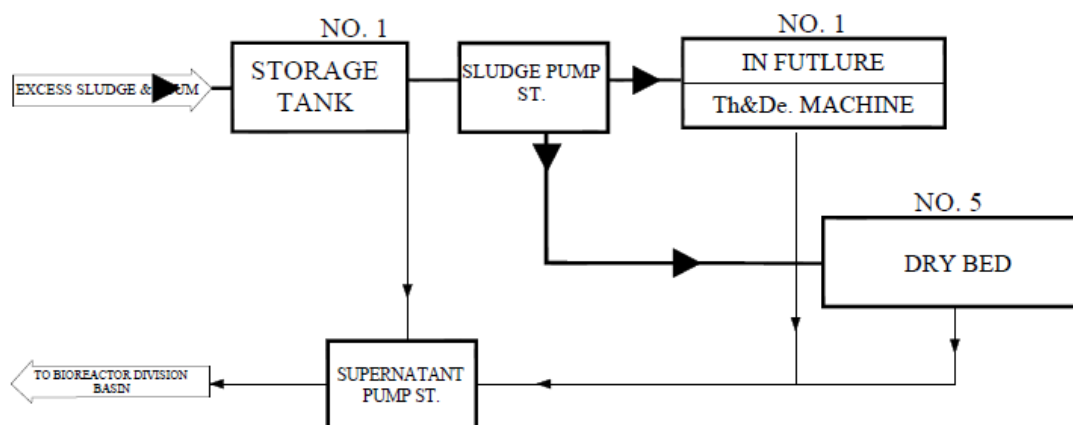 NO. 1
NO. 1
EXCESS SLUDGE &
STORAGE
TANK
SLUDGE PUMP
ST.
IN FUTLURE
Th&De. MACHINE
NO. 5
DRY BED
TO BIOREACTOR DIVISION
BASIN
SUPERNATANT
PUMP ST.